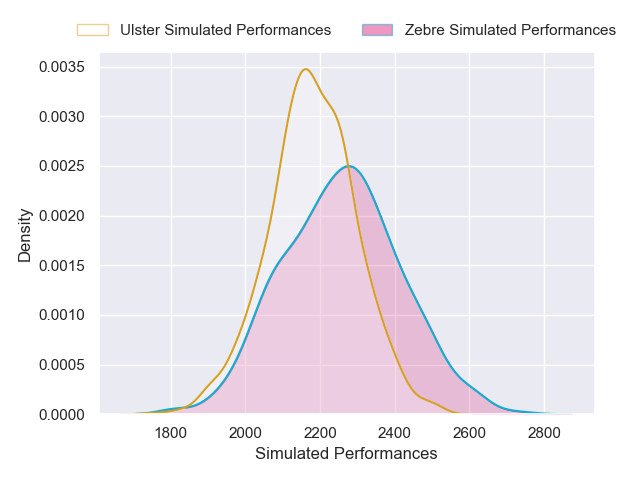 Ulster Simulated Performances Zebre Simulated Performances
0.0035
0.0030
0.0025
0.0020
0.0015
0.0010
0.0005
0.0000
Density
1800 2000 2200 2400 2600 2800
Simulated Performances